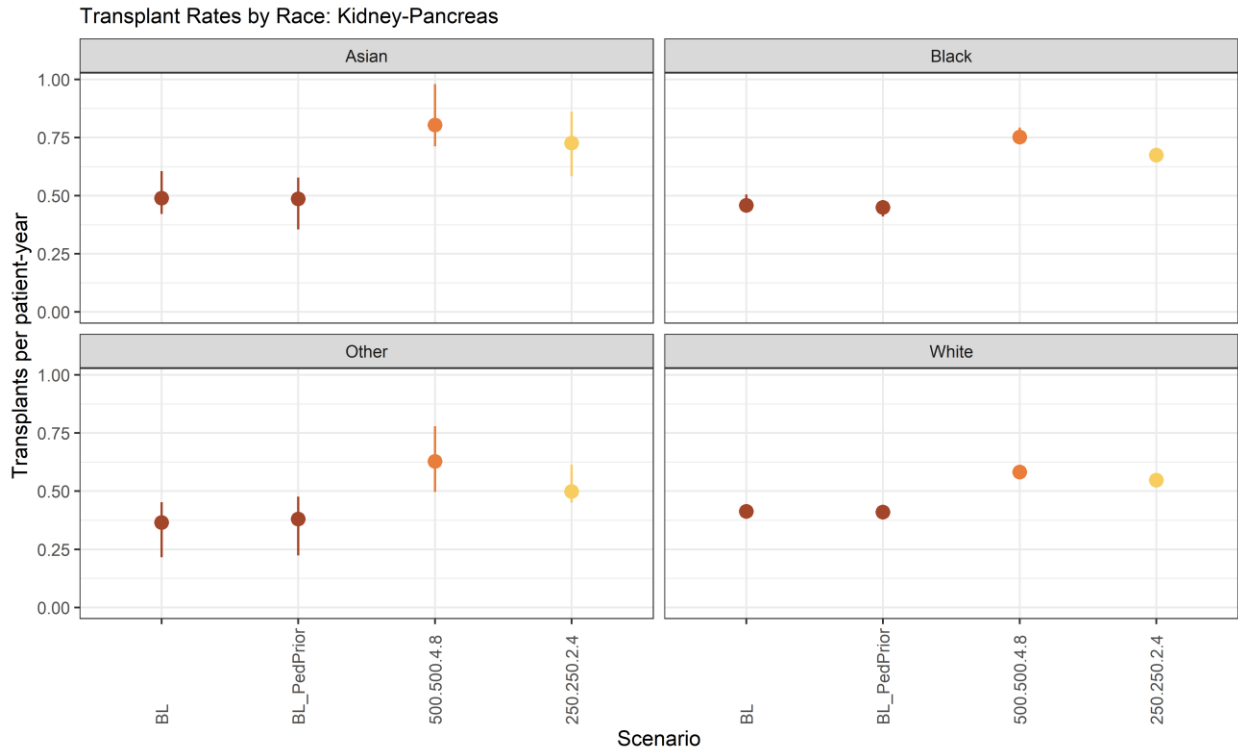 Transplant Rates by Race: Kidney-Pancreas
Asian
Black
1.00
0.75
0.50
0.25
0.00
Other
White
1.00
0.75
0.50
0.25
0.00
Transplants per patient-year
BL
BL_PedPrior
500.500.4.8
250.250.2.4
BL
BL_PedPrior
500.500.4.8
250.250.2.4
Scenario